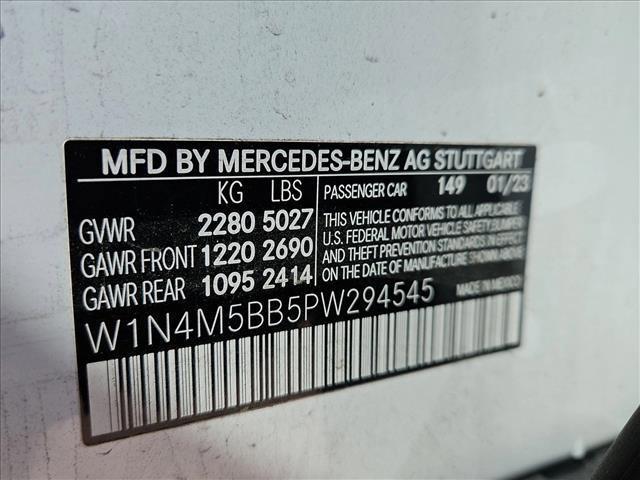 MFD BY MERCEDES-BENZ AG STUTTGART
KG LBS
GVWR 2280 5027
GAWR FRONT 1220 2690
GAWR REAR 1095 2414
PASSENGER CAR 149 01/23
THIS VEHICLE CONFORMS TO ALL APPLICABLE
U.S. FEDERAL MOTOR VEHICLE SAFETY, BUMPER,
AND THEFT PREVENTION STANDARDS IN EFFECT
ON THE DATE OF MANUFACTURE SHOWN ABOVE.
W1N4M5BB5PW294545
MADE IN MEXICO